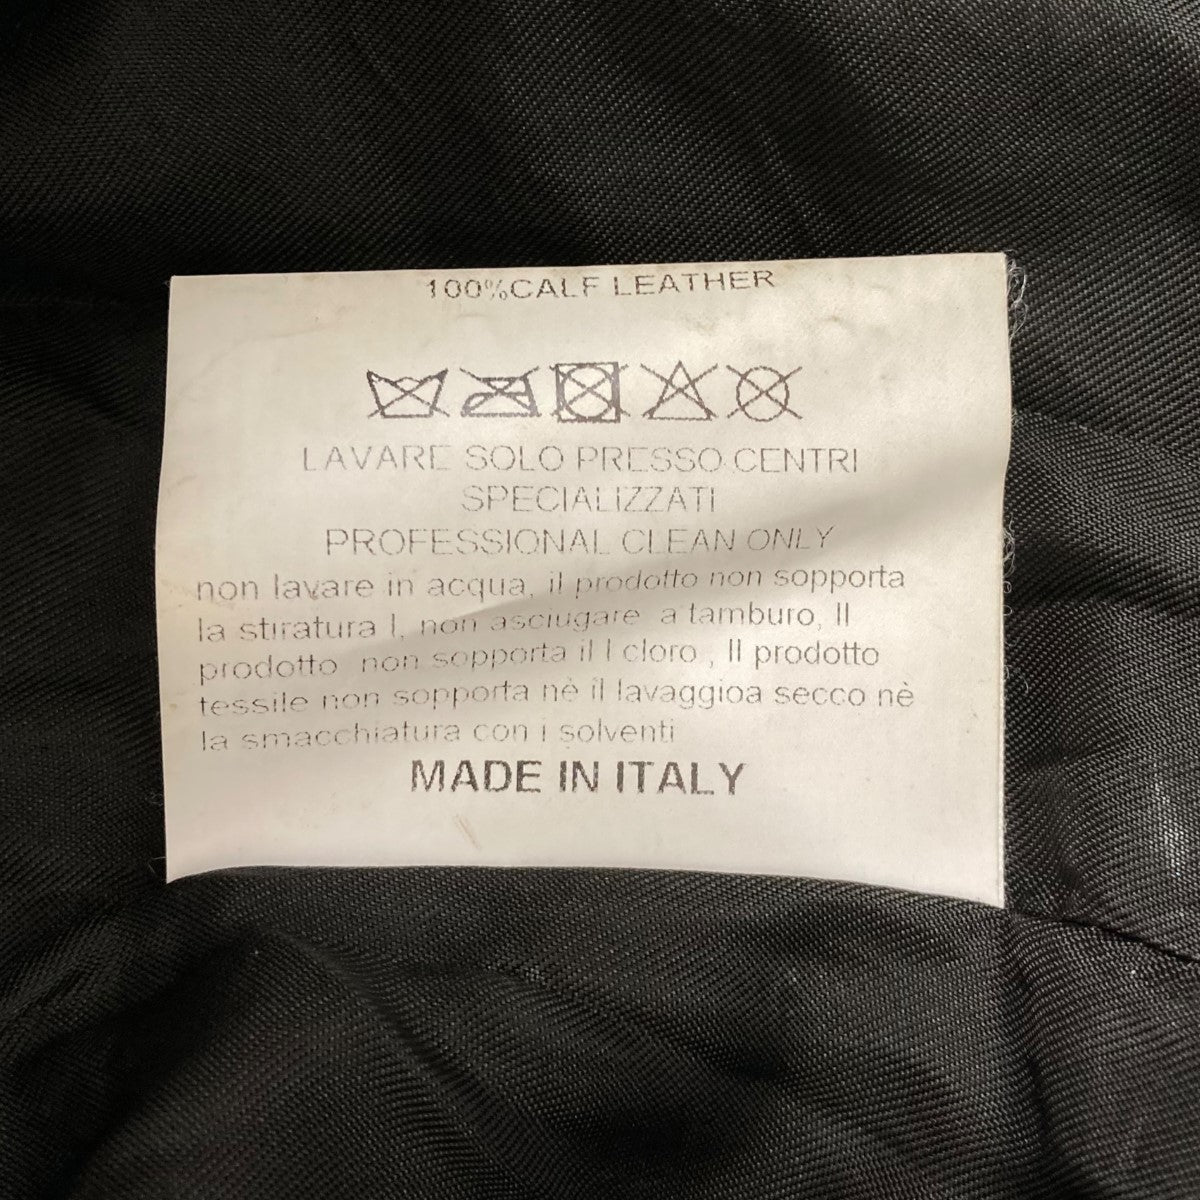 100%CALF LEATHER
LAVARE SOLO PRESSO CENTRI
SPECIALIZZATI
PROFESSIONAL CLEAN ONLY
non lavare in acqua, il prodotto non sopporta
la stiratura l, non asciugare a tamburo, Il
prodotto non sopporta il l cloro , Il prodotto
tessile non sopporta nè il lavaggioa secco nè
la smacchiatura con i solventi
MADE IN ITALY